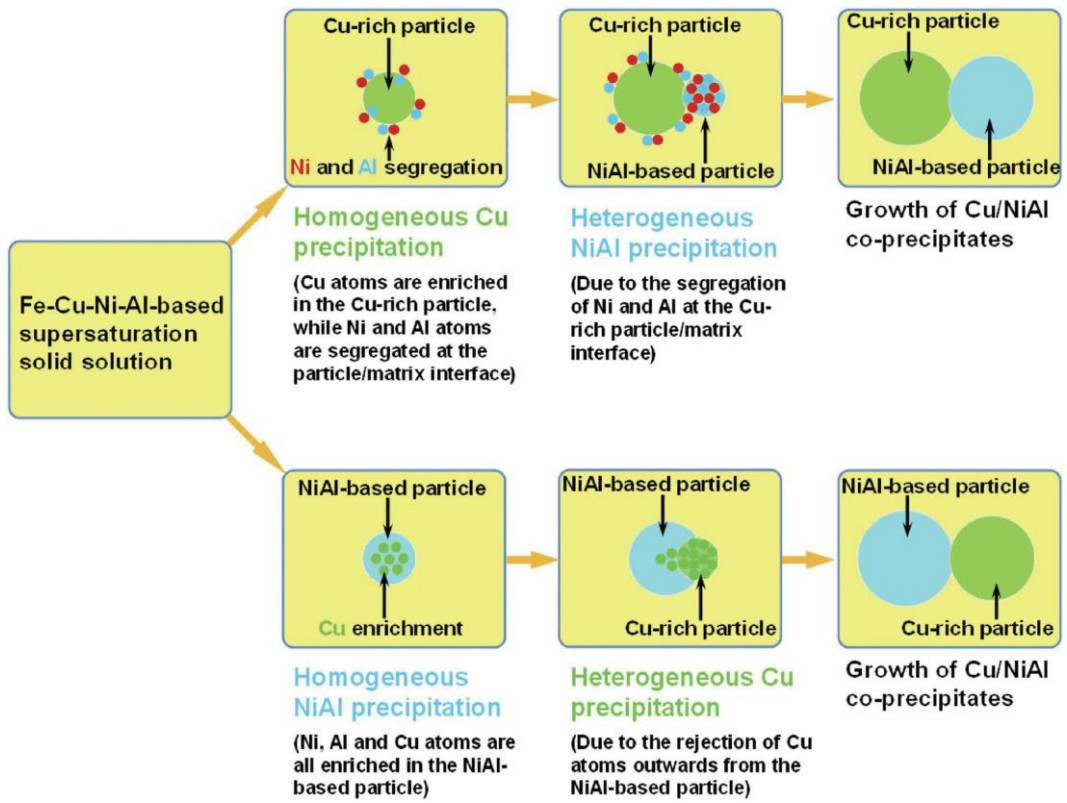 Fe-Cu-Ni-Al-based
supersaturation
solid solution
Cu-rich particle
Ni and Al segregation
Homogeneous Cu
precipitation
(Cu atoms are enriched
in the Cu-rich particle,
while Ni and Al atoms
are segregated at the
particle/matrix interface)
Cu-rich particle
NiAl-based particle
Heterogeneous
NiAl precipitation
(Due to the segregation
of Ni and Al at the Cu-
rich particle/matrix
interface)
Cu-rich particle
NiAl-based particle
Growth of Cu/NiAl
co-precipitates
NiAl-based particle
Cu enrichment
Homogeneous
NiAl precipitation
(Ni, Al and Cu atoms are
all enriched in the NiAl-
based particle)
NiAl-based particle
Cu-rich particle
Heterogeneous Cu
precipitation
(Due to the rejection of Cu
atoms outwards from the
NiAl-based particle)
NiAl-based particle
Cu-rich particle
Growth of Cu/NiAl
co-precipitates